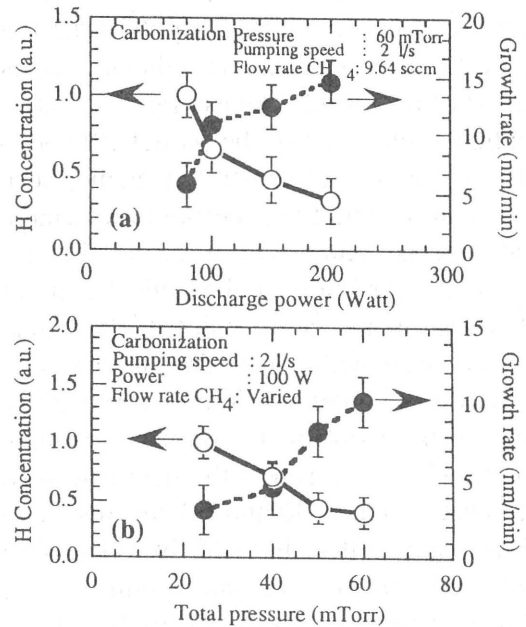 1.5
1.0
0.5
0.0
H Concentration (a.u.)
Carbonization Pressure : 60 mTorr
Pumping speed : 2 l/s
Flow rate CH4: 9.64 sccm
(a)
20
15
10
5
0
Growth rate (nm/min)
0 100 200 300
Discharge power (Watt)
2.0
1.5
1.0
0.5
0.0
H Concentration (a.u.)
Carbonization
Pumping speed : 2 l/s
Power : 100 W
Flow rate CH4: Varied
(b)
15
10
5
0
Growth rate (nm/min)
0 20 40 60 80
Total pressure (mTorr)